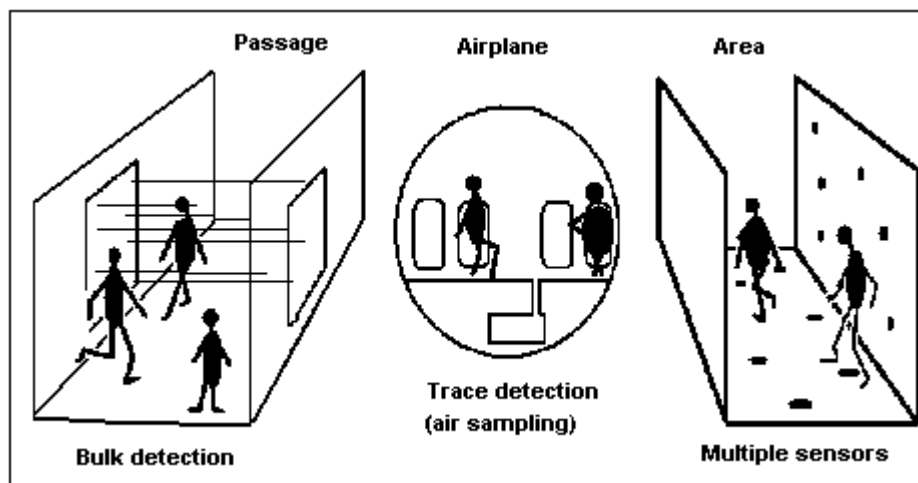 Passage
Airplane
Area
Trace detection
(air sampling)
Bulk detection
Multiple sensors